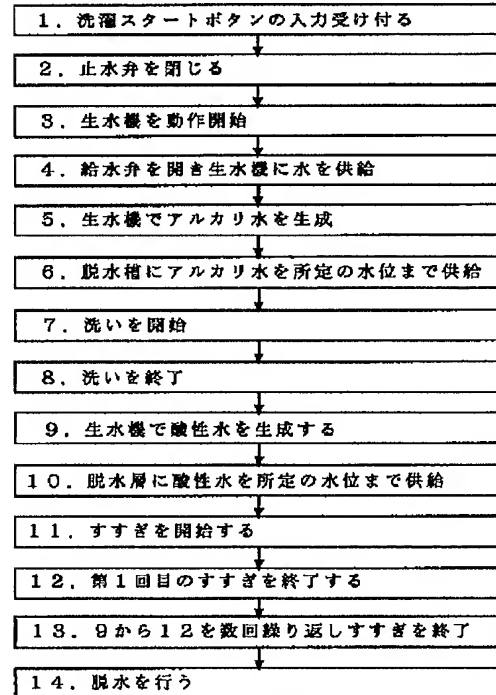 1．洗濯スタートボタンの入力受け付る
2．止水弁を閉じる
3．生水機を動作開始
4．給水弁を開き生水機に水を供給
5．生水機でアルカリ水を生成
6．脱水槽にアルカリ水を所定の水位まで供給
7．洗いを開始
8．洗いを終了
9．生水機で酸性水を生成する
10．脱水層に酸性水を所定の水位まで供給
11．すすぎを開始する
12．第1回目のすすぎを終了する
13．9から12を数回繰り返しすすぎを終了
14．脱水を行う